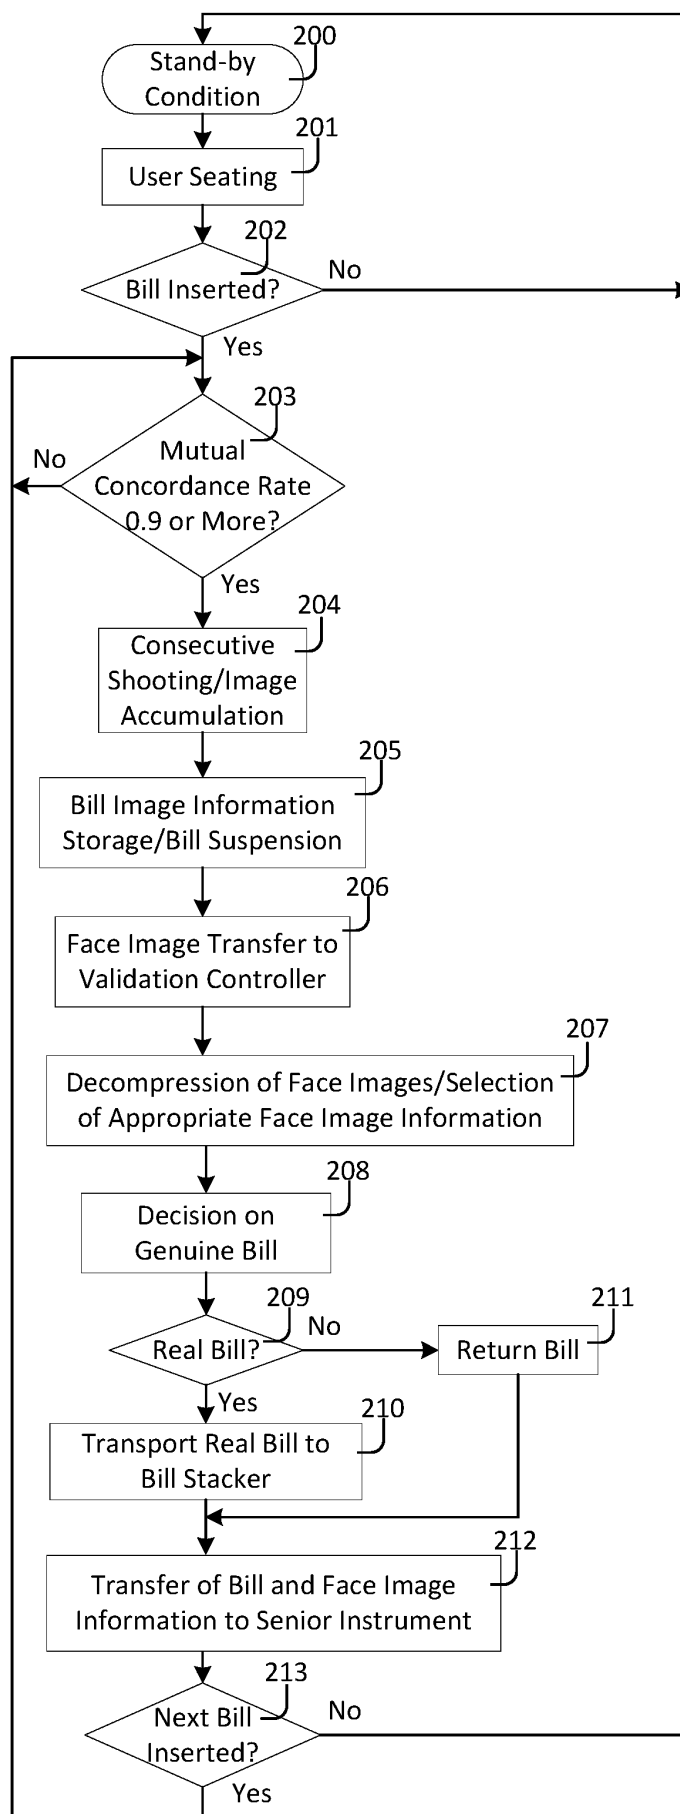 200
Stand-by
Condition
201
User Seating
202
Bill Inserted?
No
Yes
203
No
Mutual
Concordance Rate
0.9 or More?
Yes
204
Consecutive
Shooting/Image
Accumulation
205
Bill Image Information
Storage/Bill Suspension
206
Face Image Transfer to
Validation Controller
207
Decompression of Face Images/Selection
of Appropriate Face Image Information
208
Decision on
Genuine Bill
209
Real Bill?
No
211
Return Bill
Yes
210
Transport Real Bill to
Bill Stacker
212
Transfer of Bill and Face Image
Information to Senior Instrument
213
Next Bill
Inserted?
No
Yes